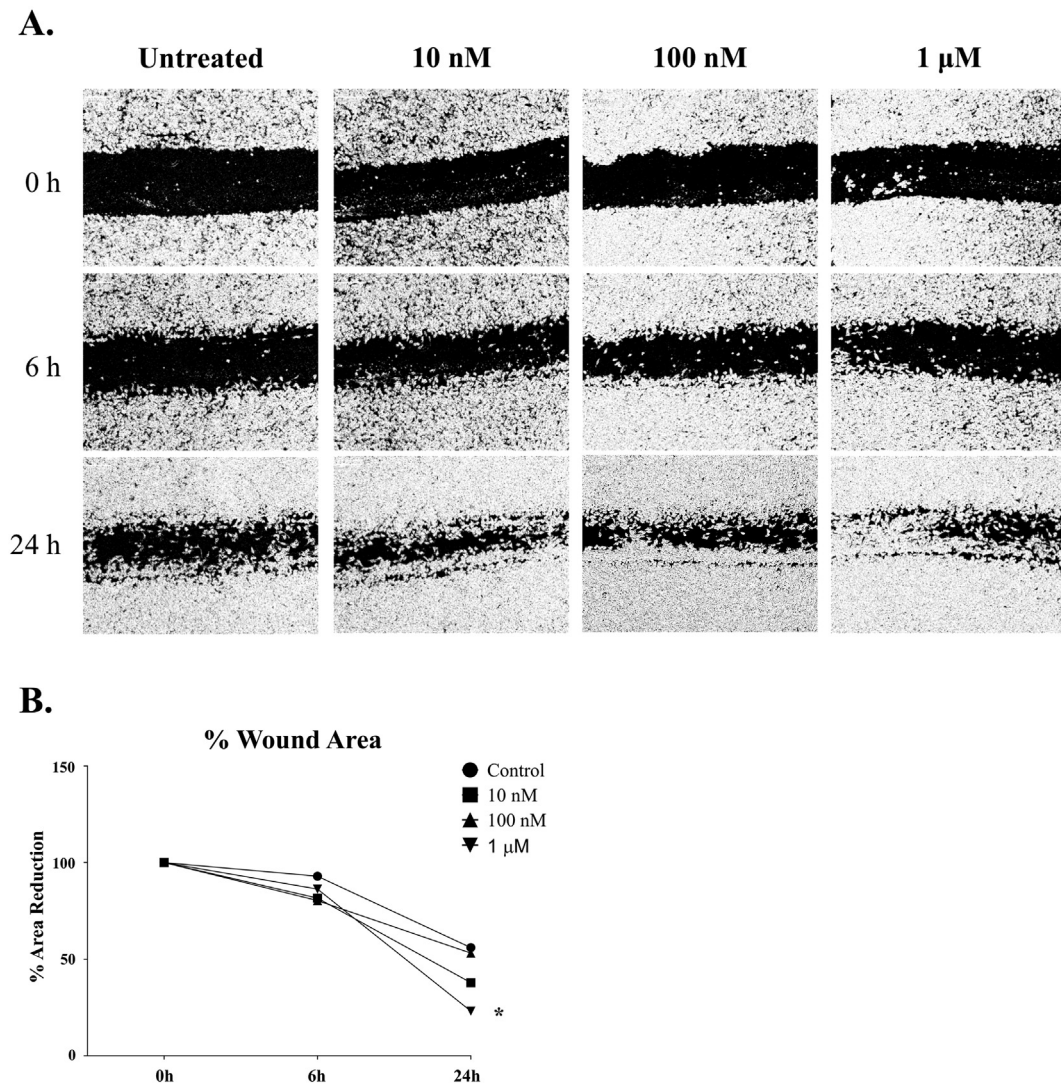 A.
Untreated 10 nM 100 nM 1 µM
0 h
6 h
24 h
B.
% Wound Area
150
100
50
0
% Area Reduction
Control
10 nM
100 nM
1 µM
*
0h 6h 24h